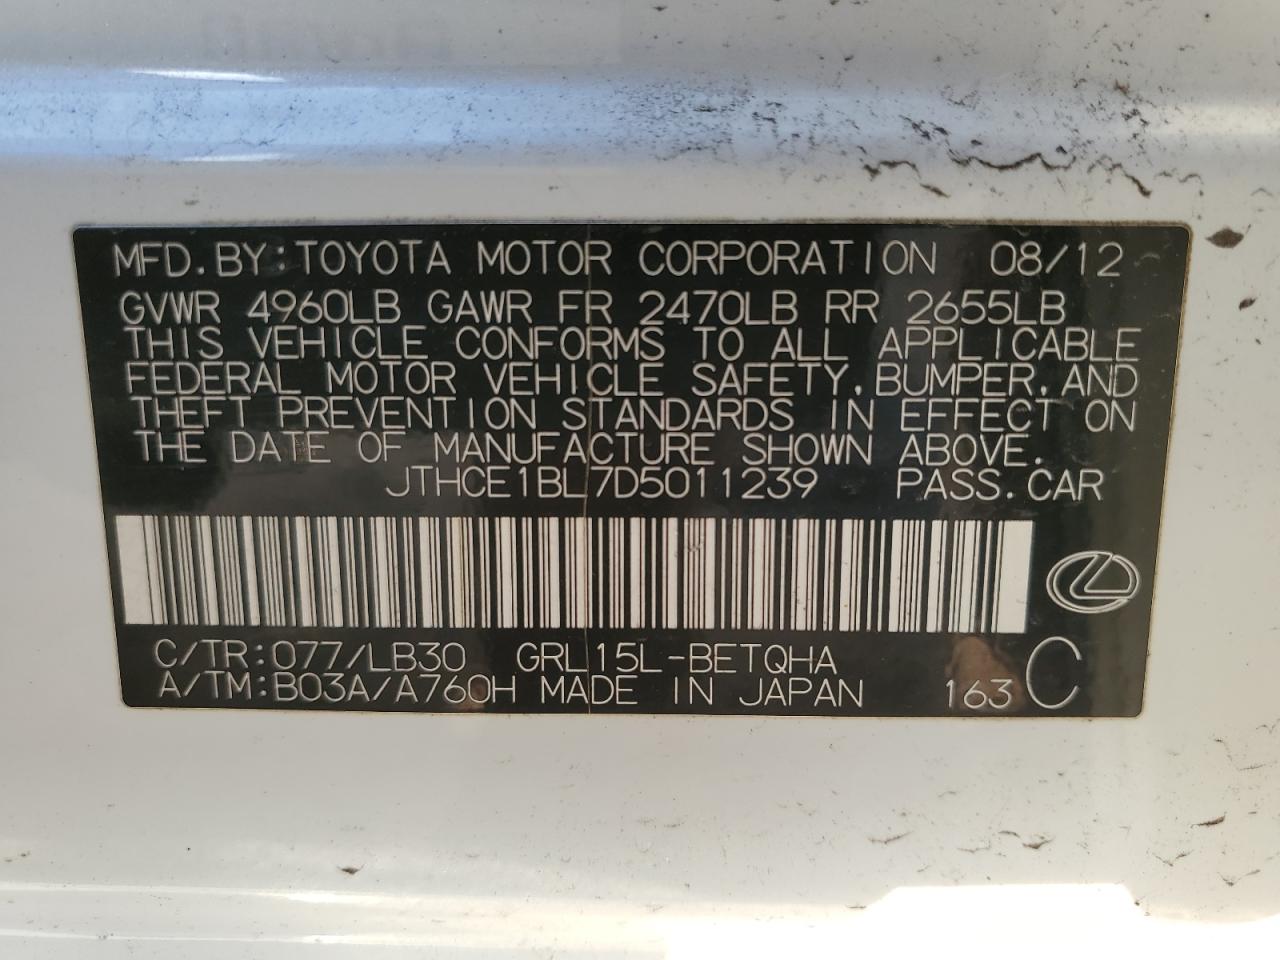 MFD.BY:TOYOTA MOTOR CORPORATION 08/12
GVWR 4960LB GAWR FR 2470LB RR 2655LB
THIS VEHICLE CONFORMS TO ALL APPLICABLE
FEDERAL MOTOR VEHICLE SAFETY,BUMPER,AND
THEFT PREVENTION STANDARDS IN EFFECT ON
THE DATE OF MANUFACTURE SHOWN ABOVE.
JTHCE1BL7D5011239 PASS.CAR
C/TR:077/LB30 GRL15L-BETQHA
A/TM:B03A/A760H MADE IN JAPAN 163 C